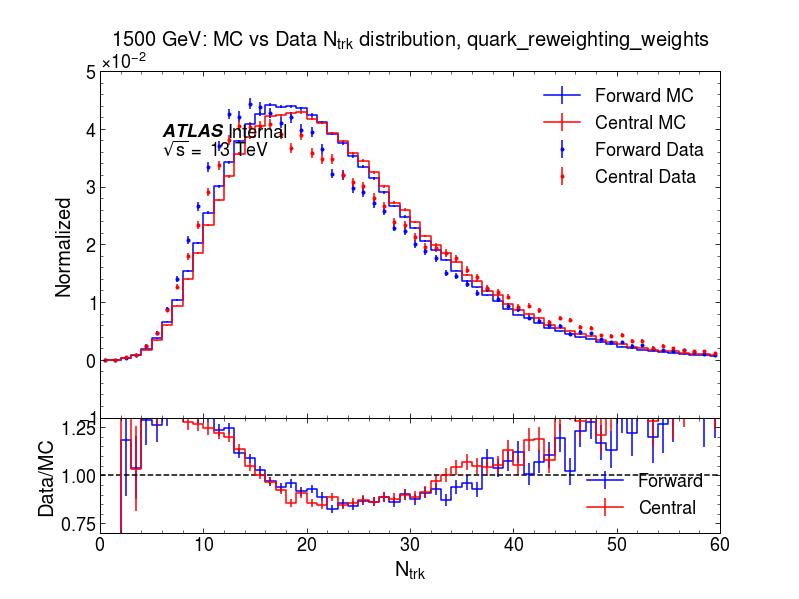 1500 GeV: MC vs Data N_trk distribution, quark_reweighting_weights
×10⁻²
5
4
3
2
1
0
−1
Normalized
ATLAS Internal
√s = 13 TeV
Forward MC
Central MC
Forward Data
Central Data
1.25
1.00
0.75
Data/MC
Forward
Central
0 10 20 30 40 50 60
N_trk